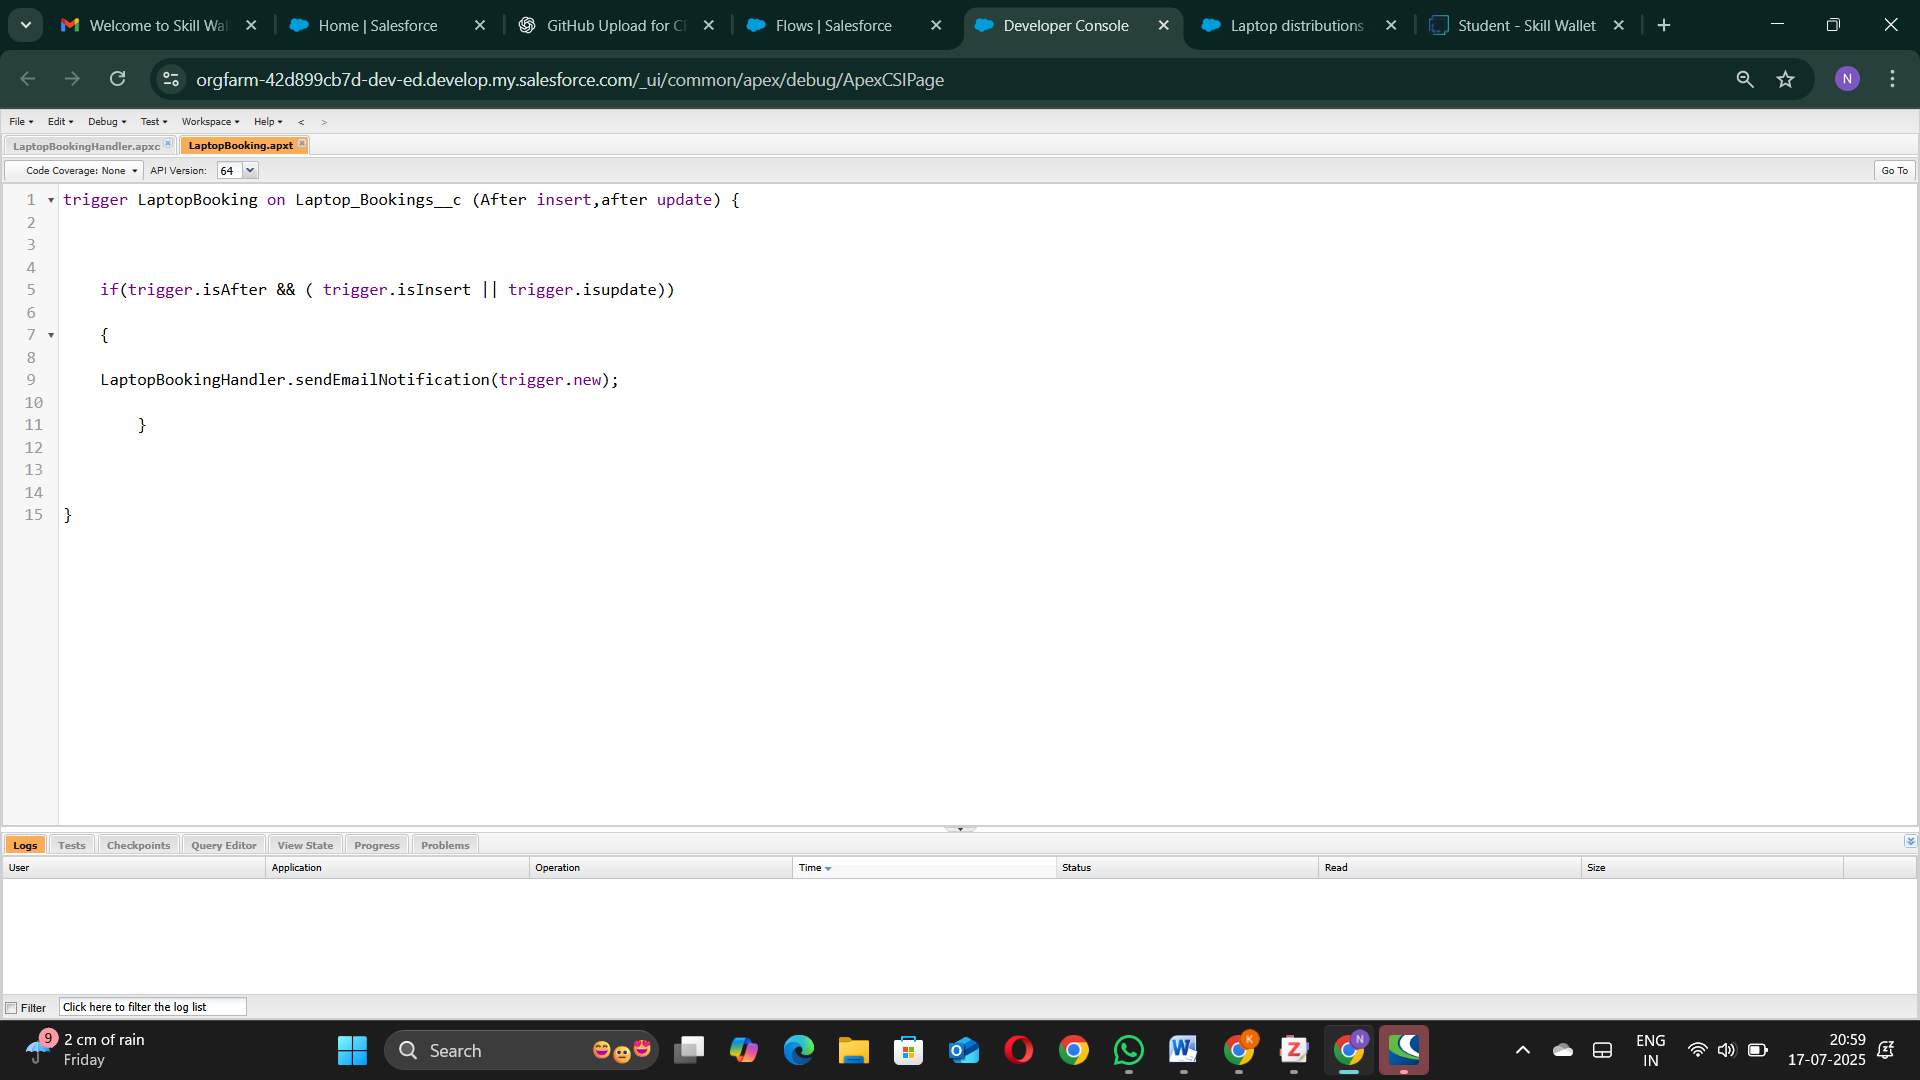 Welcome to Skill Wal
Home | Salesforce
GitHub Upload for CR
Flows | Salesforce
Developer Console
Laptop distributions
Student - Skill Wallet
orgfarm-42d899cb7d-dev-ed.develop.my.salesforce.com/_ui/common/apex/debug/ApexCSIPage
N
File Edit Debug Test Workspace Help < >
LaptopBookingHandler.apxc LaptopBooking.apxt
Code Coverage: None API Version: 64 Go To
1 trigger LaptopBooking on Laptop_Bookings__c (After insert,after update) {
2
3
4
5 if(trigger.isAfter && ( trigger.isInsert || trigger.isupdate))
6
7 {
8
9 LaptopBookingHandler.sendEmailNotification(trigger.new);
10
11 }
12
13
14
15 }
Logs Tests Checkpoints Query Editor View State Progress Problems
User Application Operation Time Status Read Size
Filter Click here to filter the log list
9 2 cm of rain
Friday
Search
K
N
ENG
IN
20:59
17-07-2025